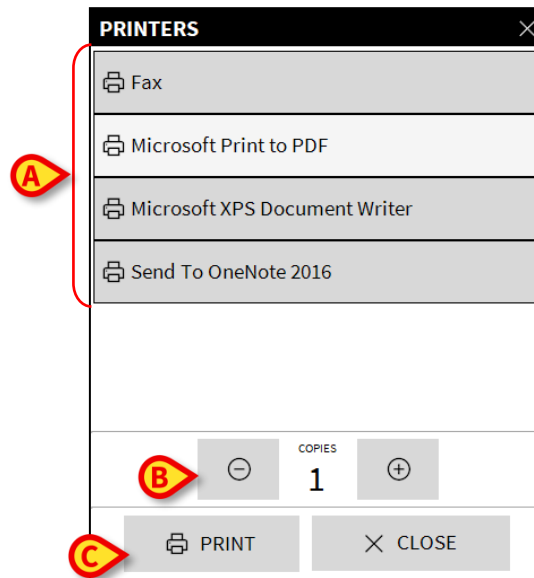 PRINTERS
Fax
A
Microsoft Print to PDF
Microsoft XPS Document Writer
Send To OneNote 2016
COPIES
B
1
C
PRINT
CLOSE